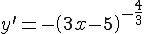 y′ = −(3x−5)^{−4/3}